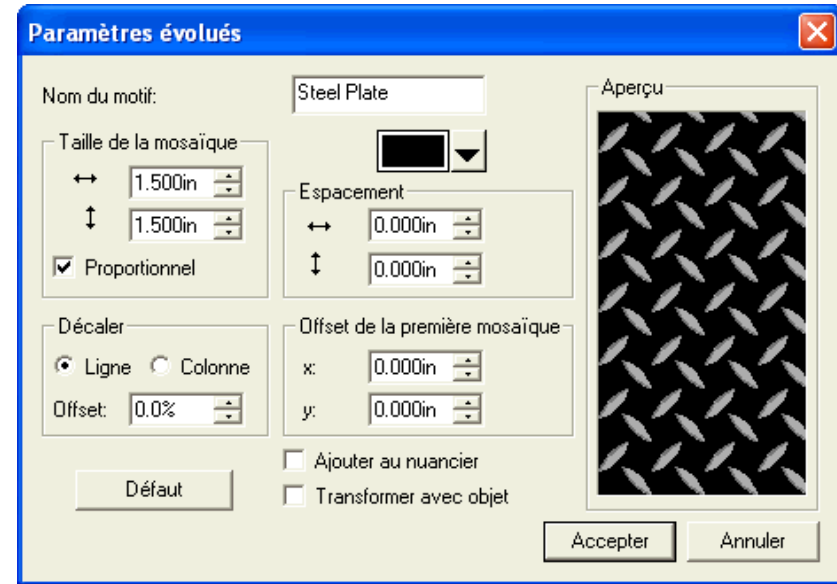 Paramètres évolués
Nom du motif:
Steel Plate
Aperçu
Taille de la mosaïque
1.500in
1.500in
Proportionnel
Espacement
0.000in
0.000in
Décaler
Ligne
Colonne
Offset:
0.0%
Offset de la première mosaïque
x:
0.000in
y:
0.000in
Ajouter au nuancier
Transformer avec objet
Défaut
Accepter
Annuler